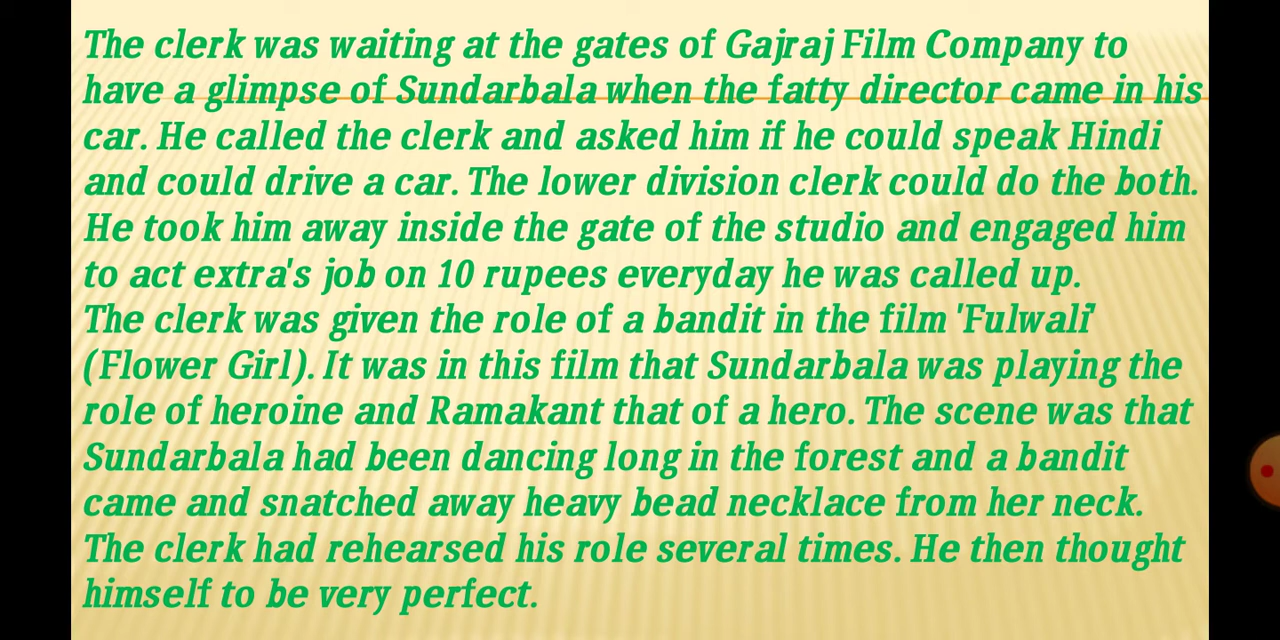 The clerk was waiting at the gates of Gajraj Film Company to
have a glimpse of Sundarbala when the fatty director came in his
car. He called the clerk and asked him if he could speak Hindi
and could drive a car. The lower division clerk could do the both.
He took him away inside the gate of the studio and engaged him
to act extra's job on 10 rupees everyday he was called up.
The clerk was given the role of a bandit in the film 'Fulwali'
(Flower Girl). It was in this film that Sundarbala was playing the
role of heroine and Ramakant that of a hero. The scene was that
Sundarbala had been dancing long in the forest and a bandit
came and snatched away heavy bead necklace from her neck.
The clerk had rehearsed his role several times. He then thought
himself to be very perfect.